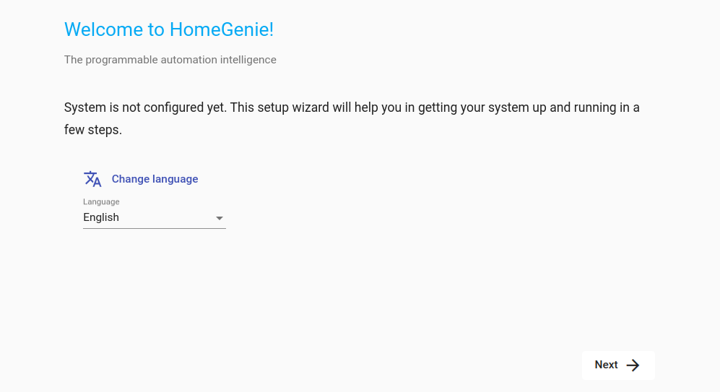 Welcome to HomeGenie!
The programmable automation intelligence
System is not configured yet. This setup wizard will help you in getting your system up and running in a
few steps.
Change language
Language
English
Next